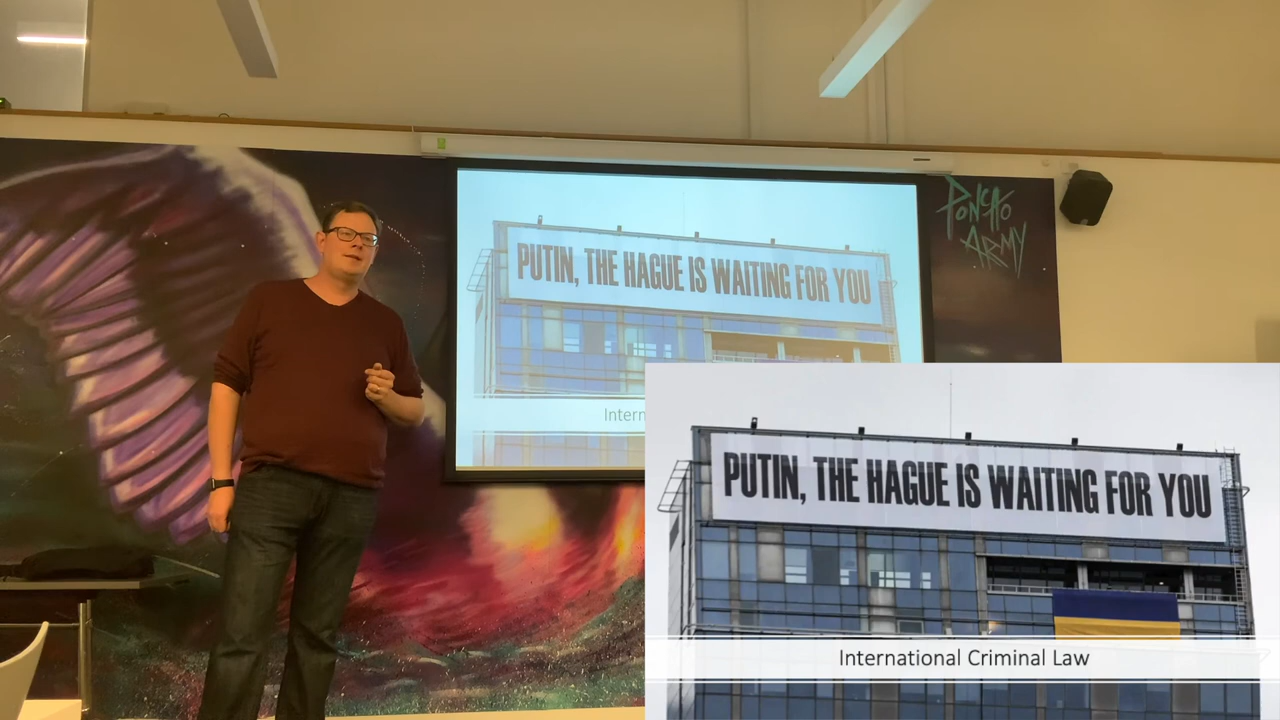 PUTIN, THE HAGUE IS WAITING FOR YOU
Intern
PONCHO
ARMY
PUTIN, THE HAGUE IS WAITING FOR YOU
International Criminal Law